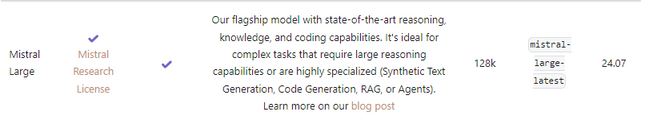 Our flagship model with state-of-the-art reasoning,
knowledge, and coding capabilities. It's ideal for
Mistral
Large
✓
Mistral
Research
License
✓
complex tasks that require large reasoning
capabilities or are highly specialized (Synthetic Text
Generation, Code Generation, RAG, or Agents).
Learn more on our blog post
128k
mistral-
large-
latest
24.07